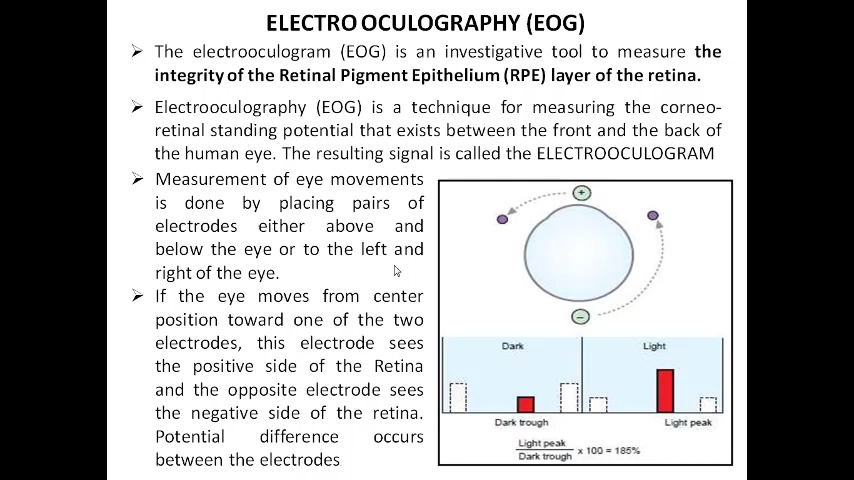 ELECTRO OCULOGRAPHY (EOG)
➢ The electrooculogram (EOG) is an investigative tool to measure the
integrity of the Retinal Pigment Epithelium (RPE) layer of the retina.
➢ Electrooculography (EOG) is a technique for measuring the corneo-
retinal standing potential that exists between the front and the back of
the human eye. The resulting signal is called the ELECTROOCULOGRAM
➢ Measurement of eye movements
is done by placing pairs of
electrodes either above and
below the eye or to the left and
right of the eye.
➢ If the eye moves from center
position toward one of the two
electrodes, this electrode sees
the positive side of the Retina
and the opposite electrode sees
the negative side of the retina.
Potential difference occurs
between the electrodes
+
−
Dark Light
Dark trough Light peak
Light peak
Dark trough x 100 = 185%